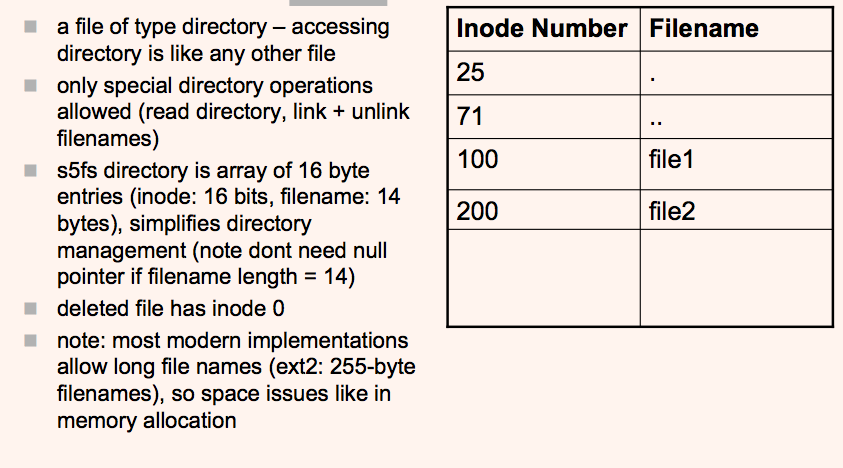 a file of type directory – accessing
directory is like any other file
only special directory operations
allowed (read directory, link + unlink
filenames)
s5fs directory is array of 16 byte
entries (inode: 16 bits, filename: 14
bytes), simplifies directory
management (note dont need null
pointer if filename length = 14)
deleted file has inode 0
note: most modern implementations
allow long file names (ext2: 255-byte
filenames), so space issues like in
memory allocation
Inode Number Filename
25 .
71 ..
100 file1
200 file2